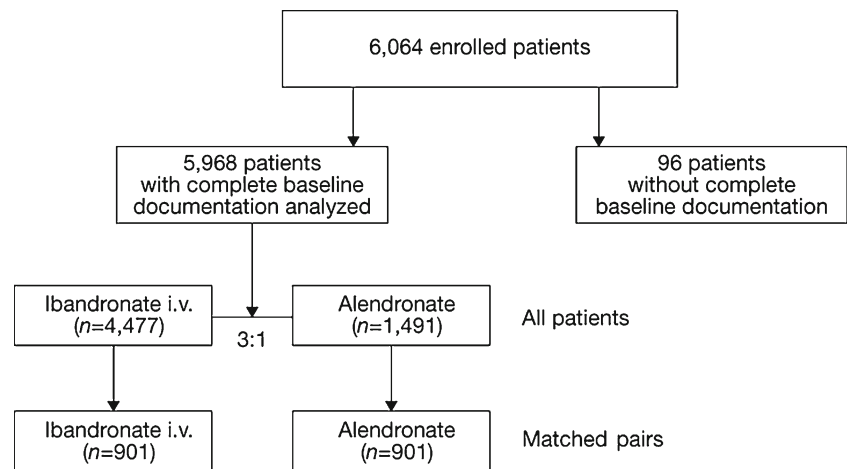 6,064 enrolled patients
5,968 patients
with complete baseline
documentation analyzed
96 patients
without complete
baseline documentation
Ibandronate i.v.
(n=4,477)
3:1
Alendronate
(n=1,491)
All patients
Ibandronate i.v.
(n=901)
Alendronate
(n=901)
Matched pairs